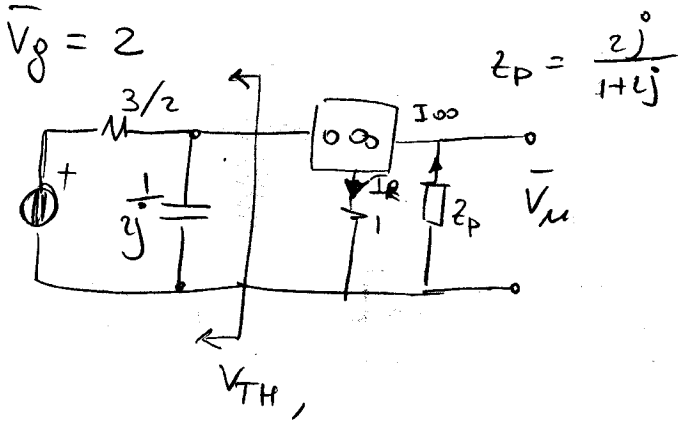 V̄g = 2
Zp = 2j / 1+2j
3/2
I∞
+
1 / 2j
0 ∞
IR
1
Zp
V̄u
VTH,